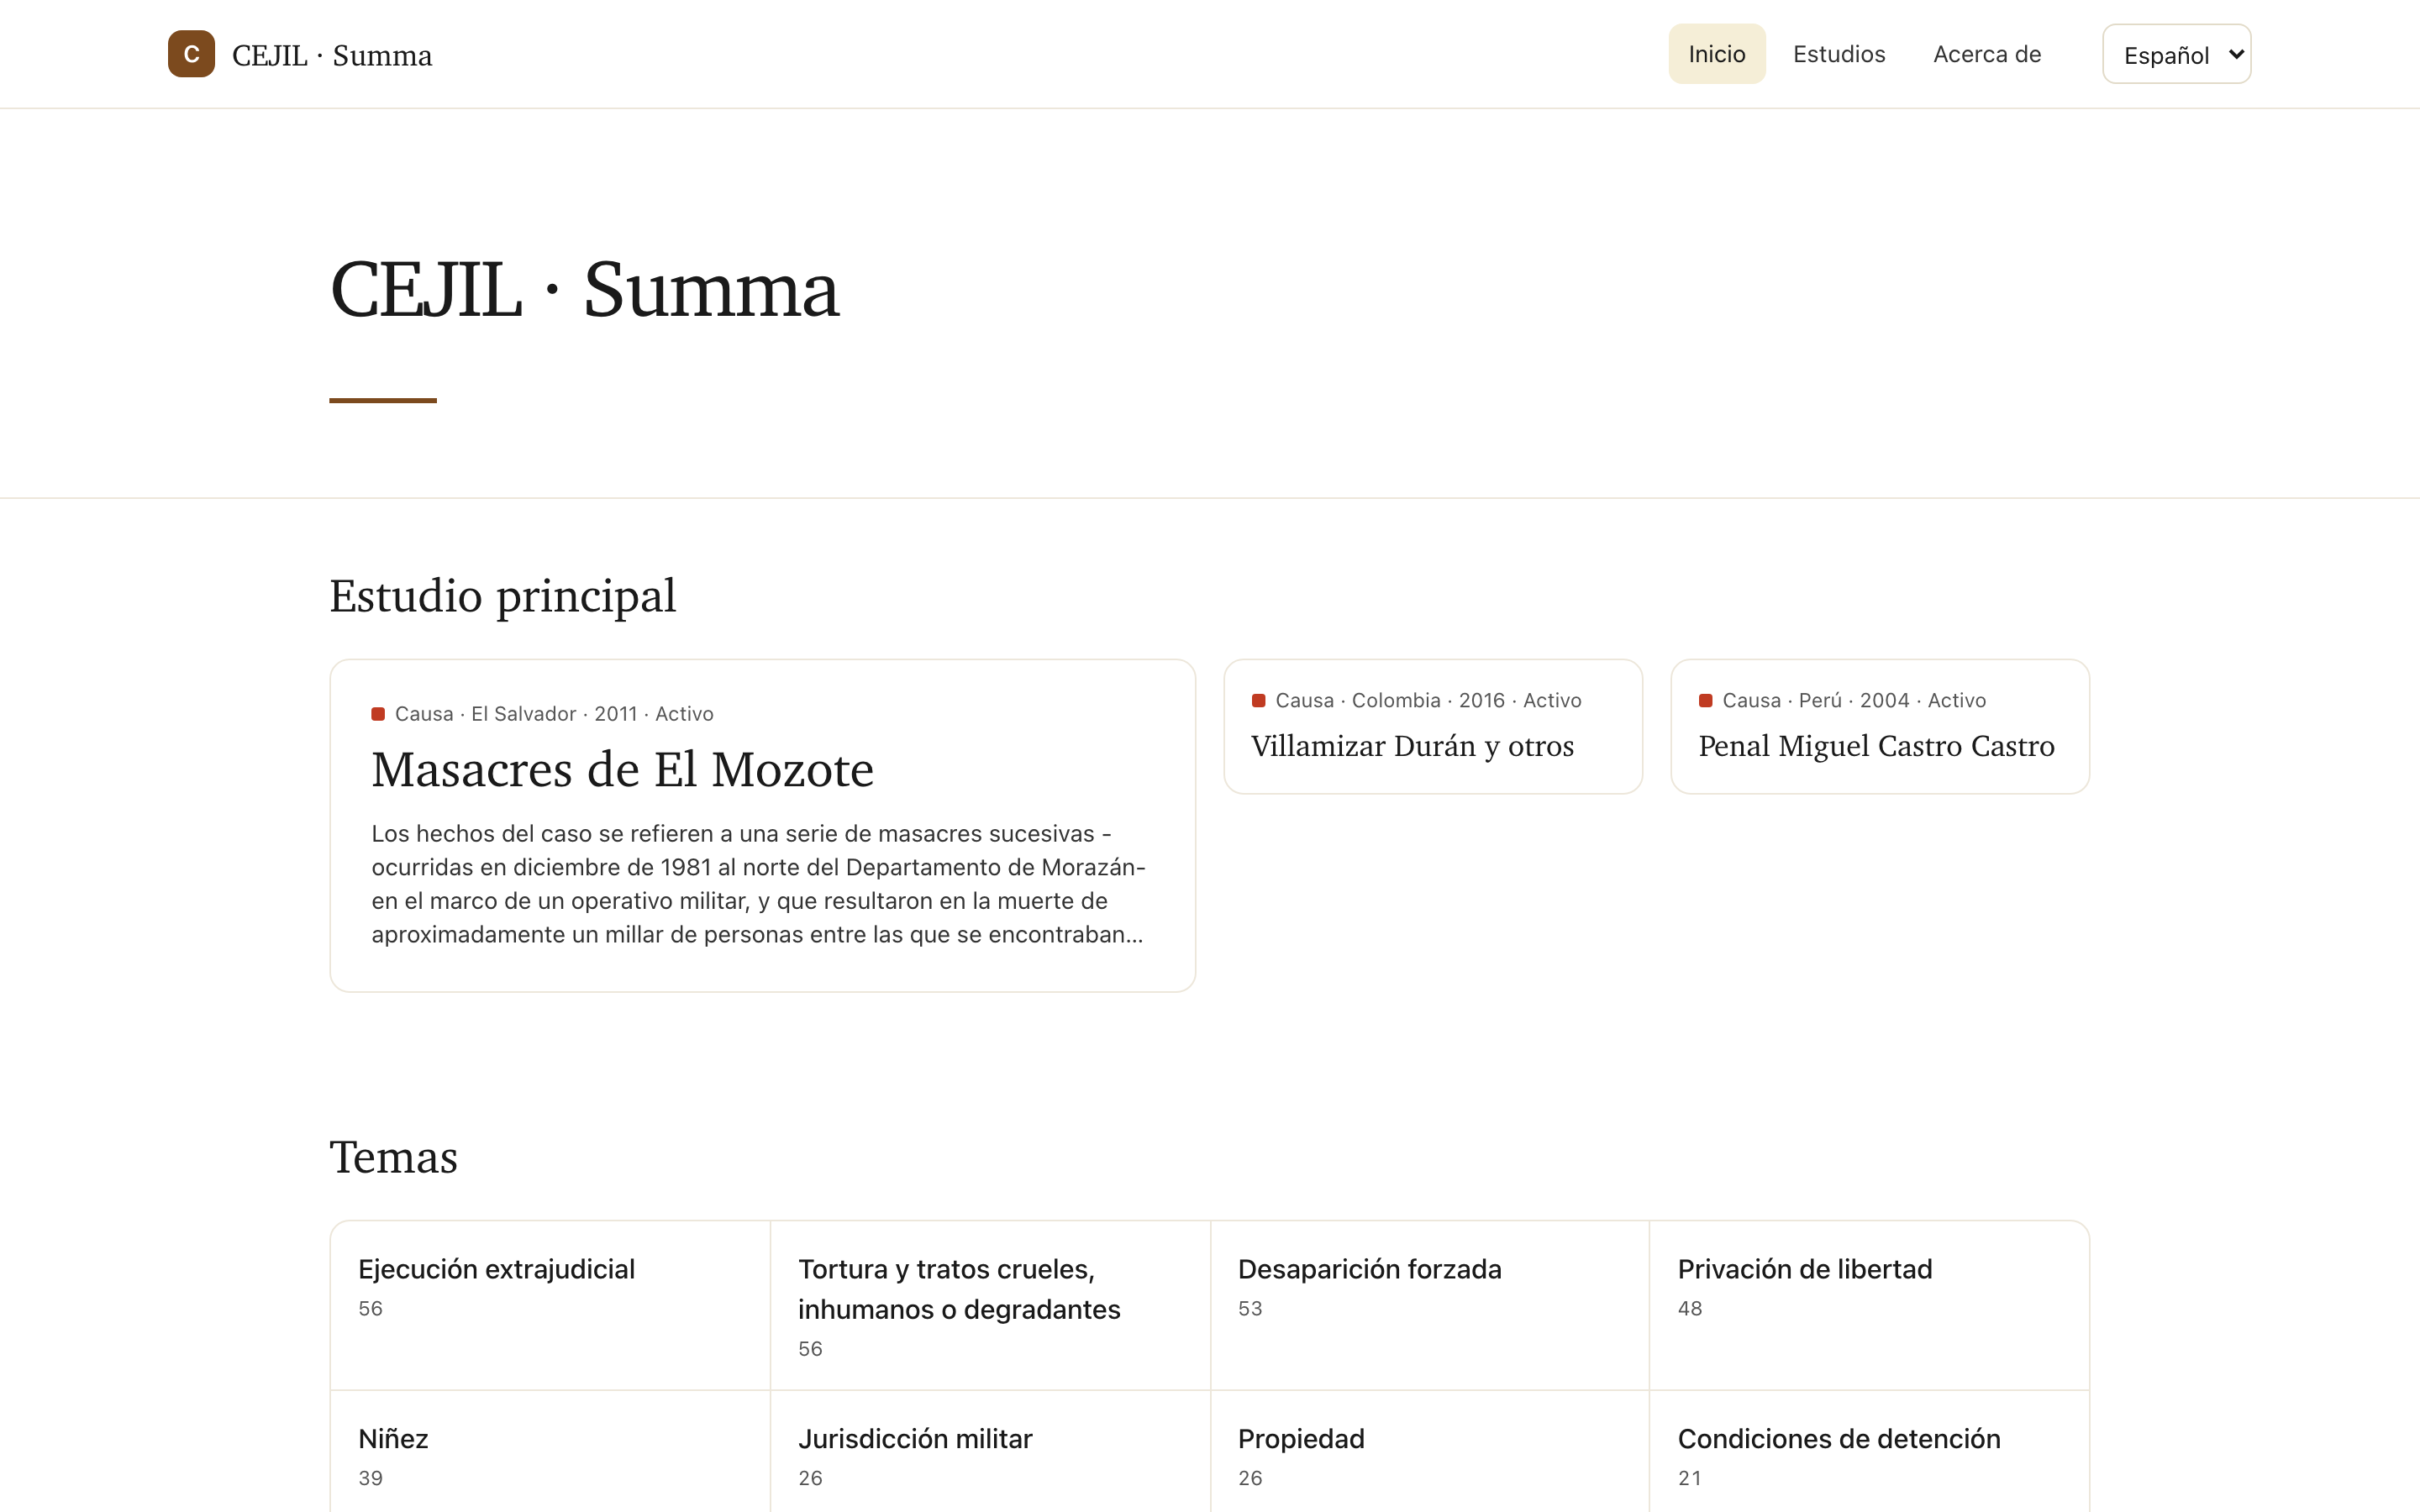 C
CEJIL · Summa
Inicio
Estudios
Acerca de
Español
CEJIL · Summa
Estudio principal
Causa · El Salvador · 2011 · Activo
Masacres de El Mozote
Los hechos del caso se refieren a una serie de masacres sucesivas -
ocurridas en diciembre de 1981 al norte del Departamento de Morazán-
en el marco de un operativo militar, y que resultaron en la muerte de
aproximadamente un millar de personas entre las que se encontraban...
Causa · Colombia · 2016 · Activo
Villamizar Durán y otros
Causa · Perú · 2004 · Activo
Penal Miguel Castro Castro
Temas
Ejecución extrajudicial
56
Tortura y tratos crueles,
inhumanos o degradantes
56
Desaparición forzada
53
Privación de libertad
48
Niñez
39
Jurisdicción militar
26
Propiedad
26
Condiciones de detención
21